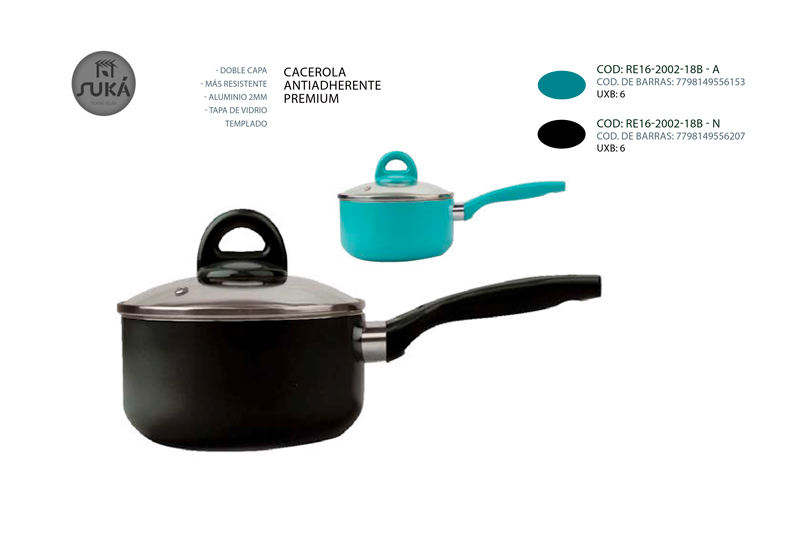 SUKÁ
- DOBLE CAPA
- MÁS RESISTENTE
- ALUMINIO 2MM
- TAPA DE VIDRIO
TEMPLADO
CACEROLA
ANTIADHERENTE
PREMIUM
COD: RE16-2002-18B - A
COD. DE BARRAS: 7798149556153
UXB: 6
COD: RE16-2002-18B - N
COD. DE BARRAS: 7798149556207
UXB: 6